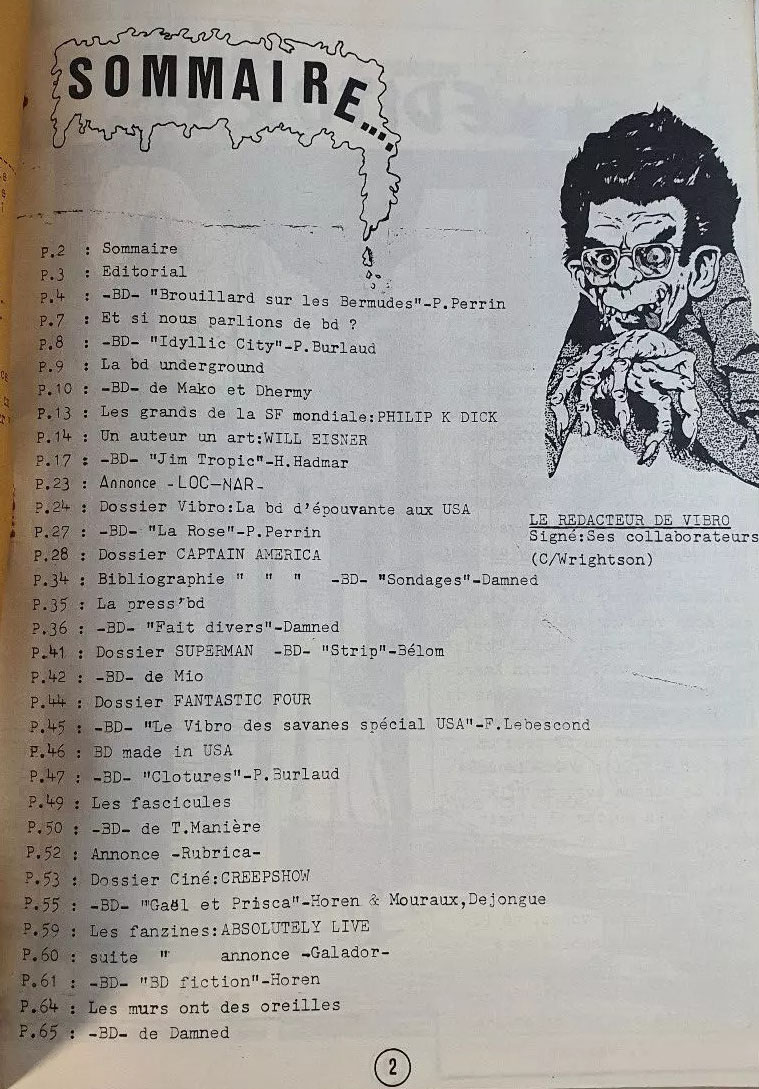 SOMMAIRE....
P.2 : Sommaire
P.3 : Editorial
P.4 : -BD- "Brouillard sur les Bermudes"-P.Perrin
P.7 : Et si nous parlions de bd ?
P.8 : -BD- "Idyllic City"-P.Burlaud
P.9 : La bd underground
P.10 : -BD- de Mako et Dhermy
P.13 : Les grands de la SF mondiale:PHILIP K DICK
P.14 : Un auteur un art:WILL EISNER
P.17 : -BD- "Jim Tropic"-H.Hadmar
P.23 : Annonce -LOC-NAR-
P.24 : Dossier Vibro:La bd d'épouvante aux USA
P.27 : -BD- "La Rose"-P.Perrin
P.28 : Dossier CAPTAIN AMERICA
P.34 : Bibliographie " " " -BD- "Sondages"-Damned
P.35 : La press'bd
P.36 : -BD- "Fait divers"-Damned
P.41 : Dossier SUPERMAN -BD- "Strip"-Bélom
P.42 : -BD- de Mio
P.44 : Dossier FANTASTIC FOUR
P.45 : -BD- "Le Vibro des savanes spécial USA"-F.Lebescond
P.46 : BD made in USA
P.47 : -BD- "Clotures"-P.Burlaud
P.49 : Les fascicules
P.50 : -BD- de T.Manière
P.52 : Annonce -Rubrica-
P.53 : Dossier Ciné:CREEPSHOW
P.55 : -BD- "Gaël et Prisca"-Horen & Mouraux,Dejongue
P.59 : Les fanzines:ABSOLUTELY LIVE
P.60 : suite " annonce -Galador-
P.61 : -BD- "BD fiction"-Horen
P.64 : Les murs ont des oreilles
P.65 : -BD- de Damned
LE REDACTEUR DE VIBRO
Signé:Ses collaborateurs
(C/Wrightson)
2